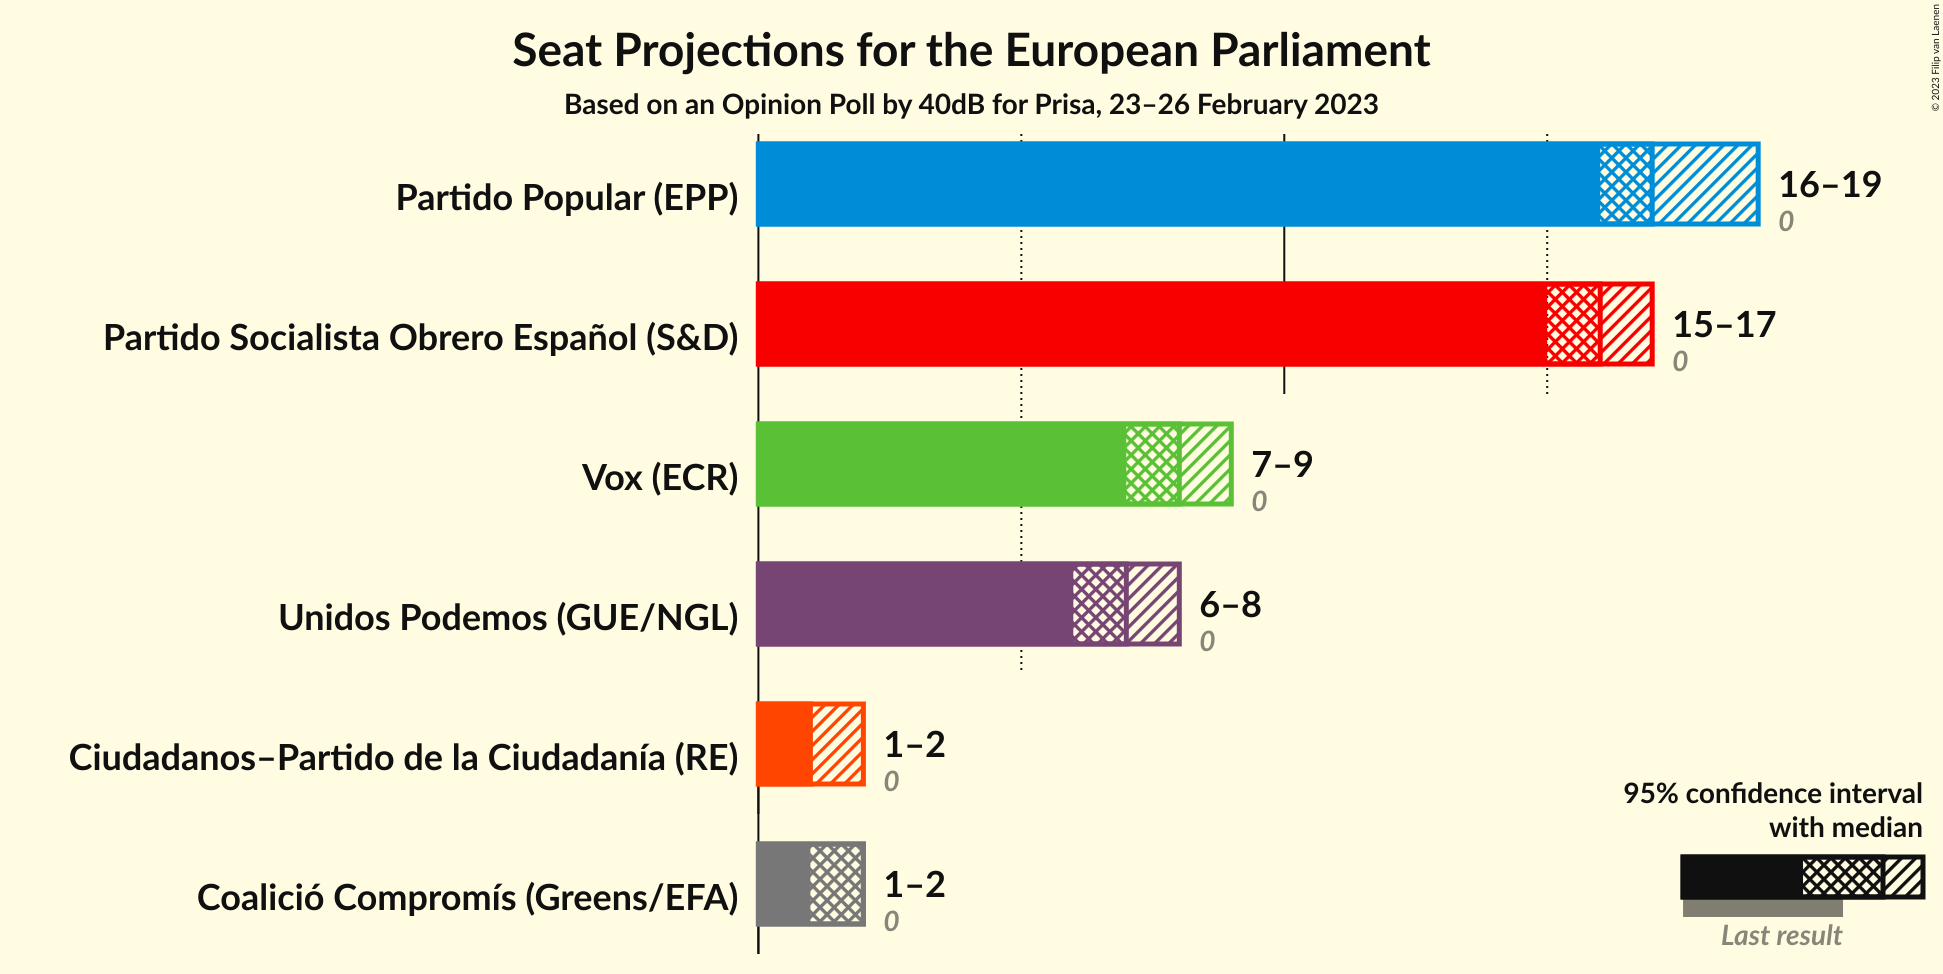 Seat Projections for the European Parliament
Based on an Opinion Poll by 40dB for Prisa, 23–26 February 2023
© 2023 Filip van Laenen
Partido Popular (EPP)
16–19
0
Partido Socialista Obrero Español (S&D)
15–17
0
Vox (ECR)
7–9
0
Unidos Podemos (GUE/NGL)
6–8
0
Ciudadanos–Partido de la Ciudadanía (RE)
1–2
0
Coalició Compromís (Greens/EFA)
1–2
0
95% confidence interval
with median
Last result